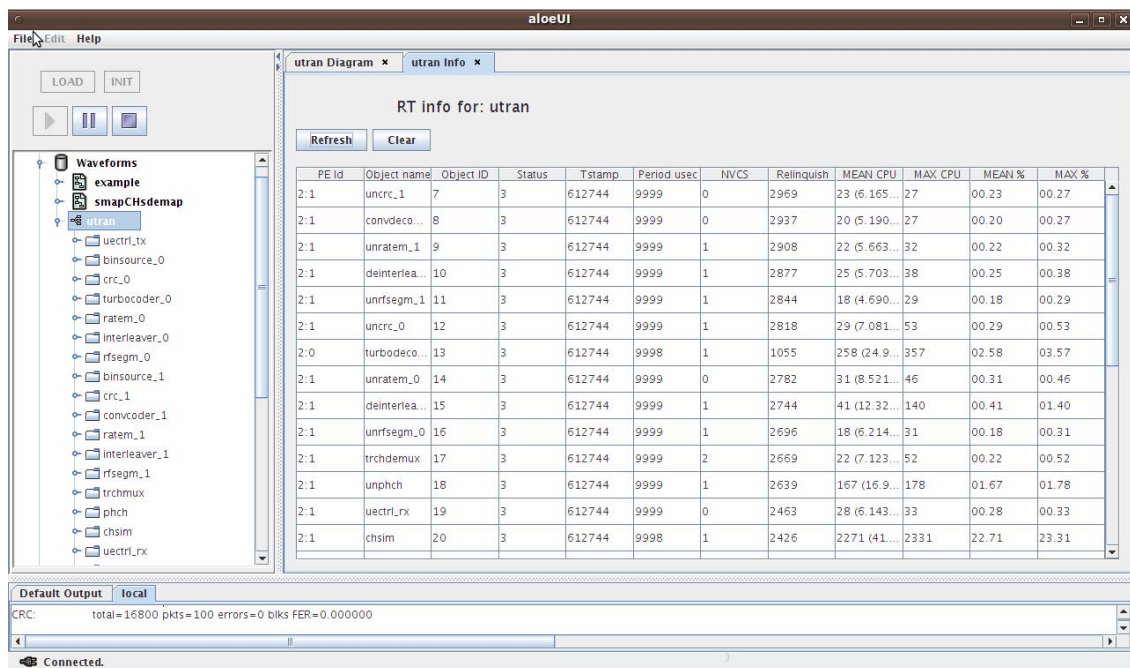 aloeUI
File Edit Help
LOAD INIT
Waveforms
example
smapCHsdemap
utran
uectrl_tx
binsource_0
crc_0
turbocoder_0
ratem_0
interleaver_0
rfsegm_0
binsource_1
crc_1
convcoder_1
ratem_1
interleaver_1
rfsegm_1
trchmux
phch
chsim
uectrl_rx
utran Diagram × utran Info ×
RT info for: utran
Refresh Clear
PE Id Object name Object ID Status Tstamp Period usec NVCS Relinquish MEAN CPU MAX CPU MEAN % MAX %
2:1 uncrc_1 7 3 612744 9999 0 2969 23 (6.165... 27 00.23 00.27
2:1 convdeco... 8 3 612744 9999 0 2937 20 (5.190... 27 00.20 00.27
2:1 unratem_1 9 3 612744 9999 1 2908 22 (5.663... 32 00.22 00.32
2:1 deinterlea... 10 3 612744 9999 1 2877 25 (5.703... 38 00.25 00.38
2:1 unrfsegm_1 11 3 612744 9999 1 2844 18 (4.690... 29 00.18 00.29
2:1 uncrc_0 12 3 612744 9999 1 2818 29 (7.081... 53 00.29 00.53
2:0 turbodeco... 13 3 612744 9998 1 1055 258 (24.9... 357 02.58 03.57
2:1 unratem_0 14 3 612744 9999 0 2782 31 (8.521... 46 00.31 00.46
2:1 deinterlea... 15 3 612744 9999 1 2744 41 (12.32... 140 00.41 01.40
2:1 unrfsegm_0 16 3 612744 9999 1 2696 18 (6.214... 31 00.18 00.31
2:1 trchdemux 17 3 612744 9999 2 2669 22 (7.123... 52 00.22 00.52
2:1 unphch 18 3 612744 9999 1 2639 167 (16.9... 178 01.67 01.78
2:1 uectrl_rx 19 3 612744 9999 0 2463 28 (6.143... 33 00.28 00.33
2:1 chsim 20 3 612744 9998 1 2426 2271 (41.... 2331 22.71 23.31
Default Output local
CRC: total=16800 pkts=100 errors=0 blks FER=0.000000
Connected.